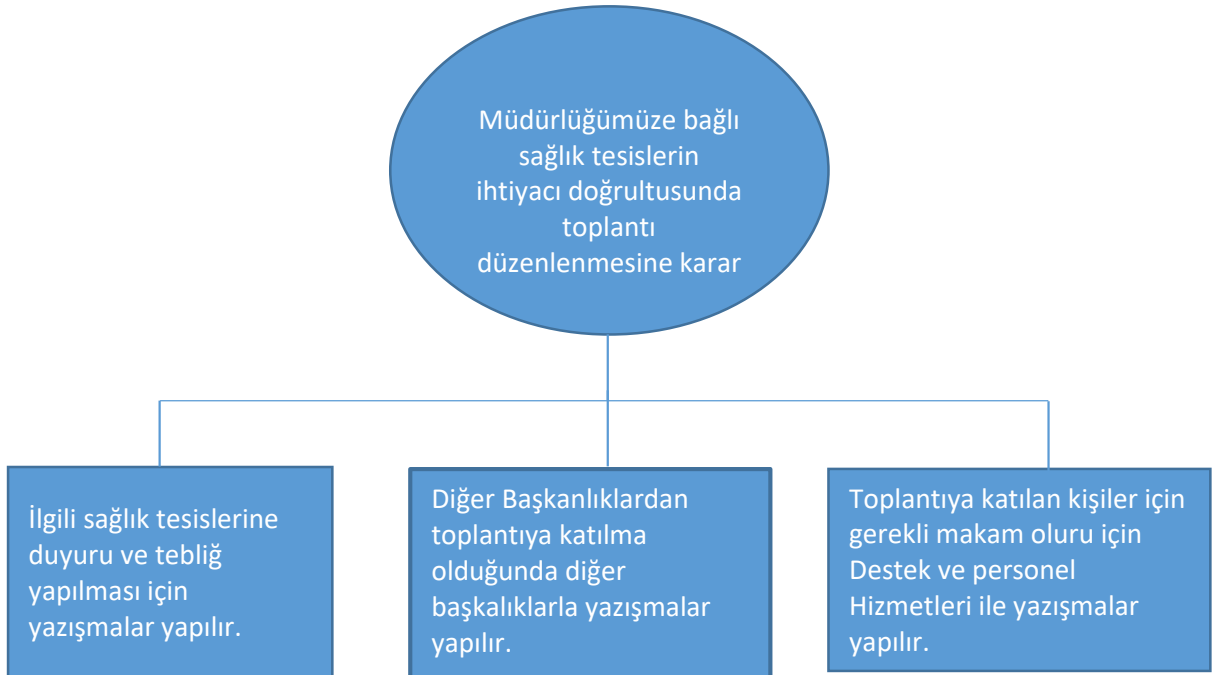 Müdürlüğümüze bağlı
sağlık tesislerin
ihtiyacı doğrultusunda
toplantı
düzenlenmesine karar
İlgili sağlık tesislerine
duyuru ve tebliğ
yapılması için
yazışmalar yapılır.
Diğer Başkanlıklardan
toplantıya katılma
olduğunda diğer
başkalıklarla yazışmalar
yapılır.
Toplantıya katılan kişiler için
gerekli makam oluru için
Destek ve personel
Hizmetleri ile yazışmalar
yapılır.